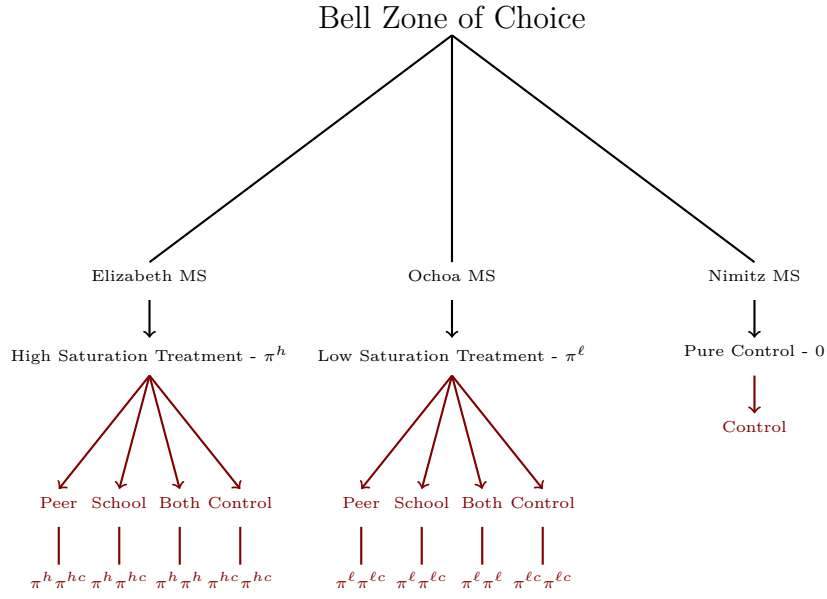 Bell Zone of Choice
Elizabeth MS Ochoa MS Nimitz MS
High Saturation Treatment - π^h Low Saturation Treatment - π^ℓ Pure Control - 0
Control
Peer School Both Control Peer School Both Control
π^h π^{hc} π^h π^{hc} π^h π^h π^{hc} π^{hc} π^ℓ π^{ℓc} π^ℓ π^{ℓc} π^ℓ π^ℓ π^{ℓc} π^{ℓc}